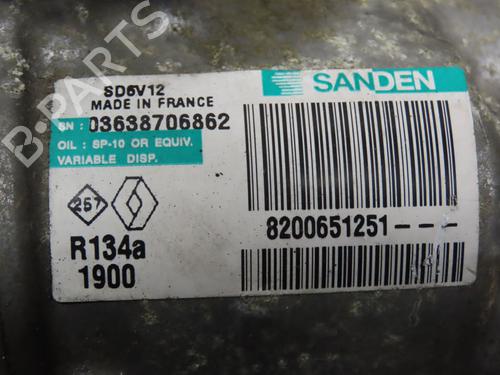 SD6V12
MADE IN FRANCE
SN : 03638706862
OIL : SP-10 OR EQUIV.
VARIABLE DISP.
SANDEN
257
R134a
1900
8200651251----
B-PARTS